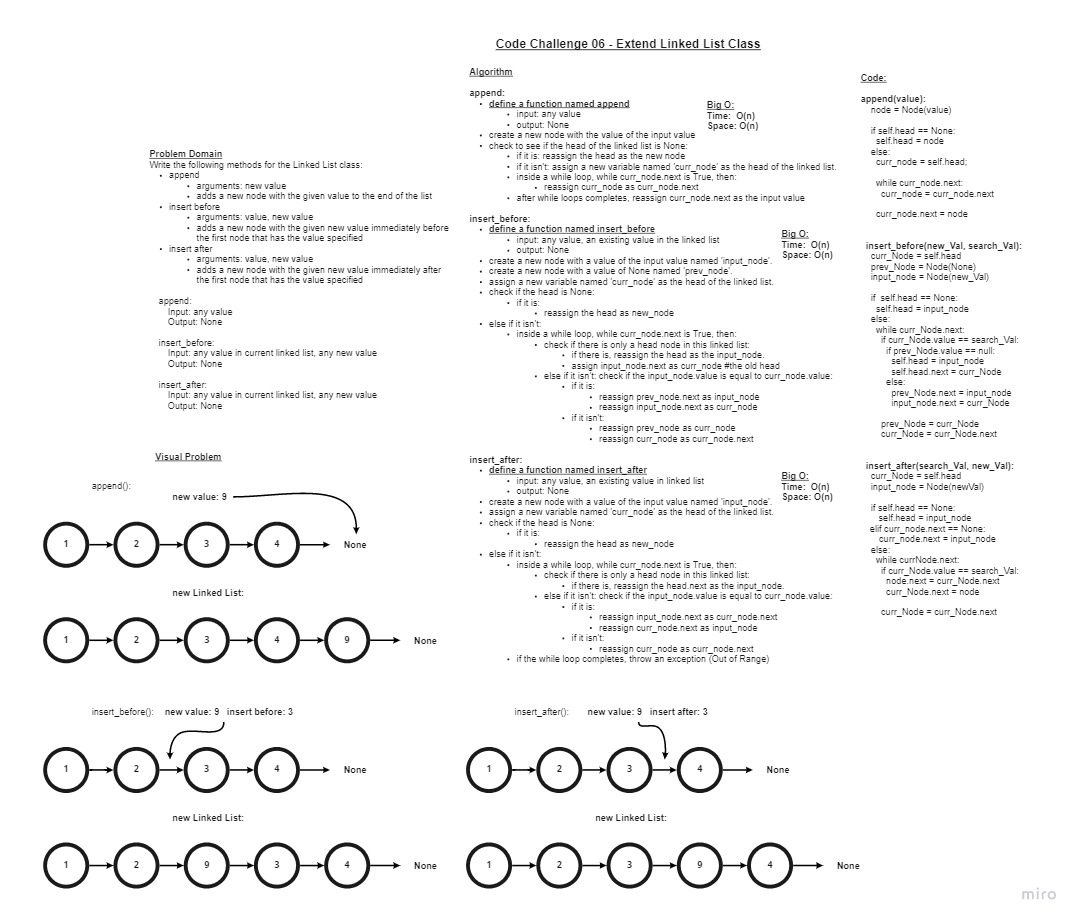 Code Challenge 06 - Extend Linked List Class
Problem Domain
Write the following methods for the Linked List class:
• append
• arguments: new value
• adds a new node with the given value to the end of the list
• insert before
• arguments: value, new value
• adds a new node with the given new value immediately before
the first node that has the value specified
• insert after
• arguments: value, new value
• adds a new node with the given new value immediately after
the first node that has the value specified
append:
Input: any value
Output: None
insert_before:
Input: any value in current linked list, any new value
Output: None
insert_after:
Input: any value in current linked list, any new value
Output: None
Algorithm
append:
• define a function named append
• input: any value
• output: None
• create a new node with the value of the input value
• check to see if the head of the linked list is None:
• if it is: reassign the head as the new node
• if it isn't: assign a new variable named 'curr_node' as the head of the linked list.
• inside a while loop, while curr_node.next is True, then:
• reassign curr_node as curr_node.next
• after while loops completes, reassign curr_node.next as the input value
Big O:
Time: O(n)
Space: O(n)
insert_before:
• define a function named insert_before
• input: any value, an existing value in the linked list
• output: None
• create a new node with a value of the input value named 'input_node'.
• create a new node with a value of None named 'prev_node'.
• assign a new variable named 'curr_node' as the head of the linked list.
• check if the head is None:
• if it is:
• reassign the head as new_node
• else if it isn't:
• inside a while loop, while curr_node.next is True, then:
• check if there is only a head node in this linked list:
• if there is, reassign the head as the input_node.
• assign input_node.next as curr_node #the old head
• else if it isn't: check if the input_node.value is equal to curr_node.value:
• if it is:
• reassign prev_node.next as input_node
• reassign input_node.next as curr_node
• if it isn't:
• reassign prev_node as curr_node
• reassign curr_node as curr_node.next
Big O:
Time: O(n)
Space: O(n)
insert_after:
• define a function named insert_after
• input: any value, an existing value in linked list
• output: None
• create a new node with a value of the input value named 'input_node'.
• assign a new variable named 'curr_node' as the head of the linked list.
• check if the head is None:
• if it is:
• reassign the head as new_node
• else if it isn't:
• inside a while loop, while curr_node.next is True, then:
• check if there is only a head node in this linked list:
• if there is, reassign the head.next as the input_node.
• else if it isn't: check if the input_node.value is equal to curr_node.value:
• if it is:
• reassign input_node.next as curr_node.next
• reassign curr_node.next as input_node
• if it isn't:
• reassign curr_node as curr_node.next
• if the while loop completes, throw an exception (Out of Range)
Big O:
Time: O(n)
Space: O(n)
Code:
append(value):
node = Node(value)
if self.head == None:
self.head = node
else:
curr_node = self.head;
while curr_node.next:
curr_node = curr_node.next
curr_node.next = node
insert_before(new_Val, search_Val):
curr_Node = self.head
prev_Node = Node(None)
input_node = Node(new_Val)
if self.head == None:
self.head = input_node
else:
while curr_Node.next:
if curr_Node.value == search_Val:
if prev_Node.value == null:
self.head = input_node
self.head.next = curr_Node
else:
prev_Node.next = input_node
input_node.next = curr_Node
prev_Node = curr_Node
curr_Node = curr_Node.next
insert_after(search_Val, new_Val):
curr_Node = self.head
input_node = Node(newVal)
if self.head == None:
self.head = input_node
elif curr_node.next == None:
curr_node.next = input_node
else:
while currNode.next:
if curr_Node.value == search_Val:
node.next = curr_Node.next
curr_Node.next = node
curr_Node = curr_Node.next
Visual Problem
append():
new value: 9
1 2 3 4 None
new Linked List:
1 2 3 4 9 None
insert_before(): new value: 9 insert before: 3
1 2 3 4 None
new Linked List:
1 2 9 3 4 None
insert_after(): new value: 9 insert after: 3
1 2 3 4 None
new Linked List:
1 2 3 9 4 None
miro